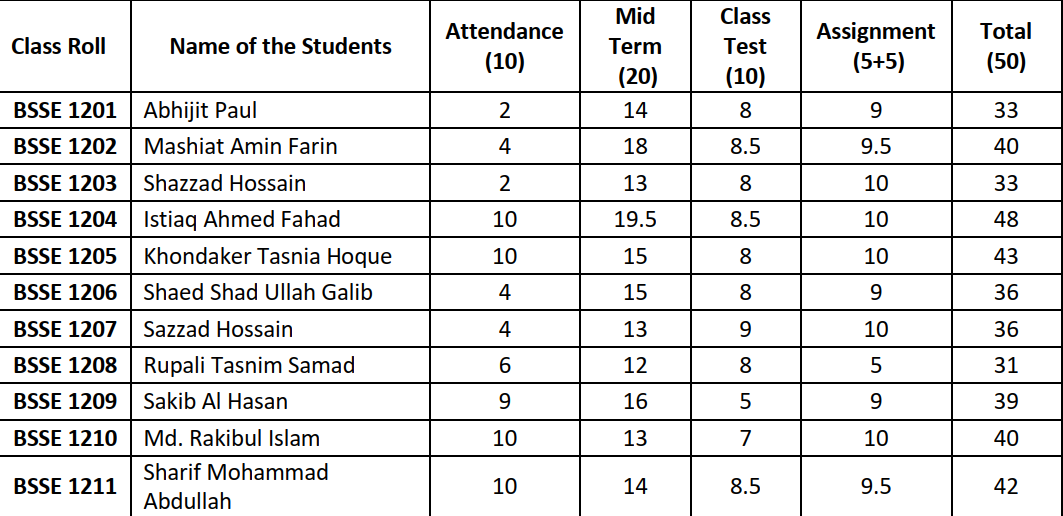 Class Roll Name of the Students Attendance (10) Mid Term (20) Class Test (10) Assignment (5+5) Total (50)
BSSE 1201 Abhijit Paul 2 14 8 9 33
BSSE 1202 Mashiat Amin Farin 4 18 8.5 9.5 40
BSSE 1203 Shazzad Hossain 2 13 8 10 33
BSSE 1204 Istiaq Ahmed Fahad 10 19.5 8.5 10 48
BSSE 1205 Khondaker Tasnia Hoque 10 15 8 10 43
BSSE 1206 Shaed Shad Ullah Galib 4 15 8 9 36
BSSE 1207 Sazzad Hossain 4 13 9 10 36
BSSE 1208 Rupali Tasnim Samad 6 12 8 5 31
BSSE 1209 Sakib Al Hasan 9 16 5 9 39
BSSE 1210 Md. Rakibul Islam 10 13 7 10 40
BSSE 1211 Sharif Mohammad Abdullah 10 14 8.5 9.5 42